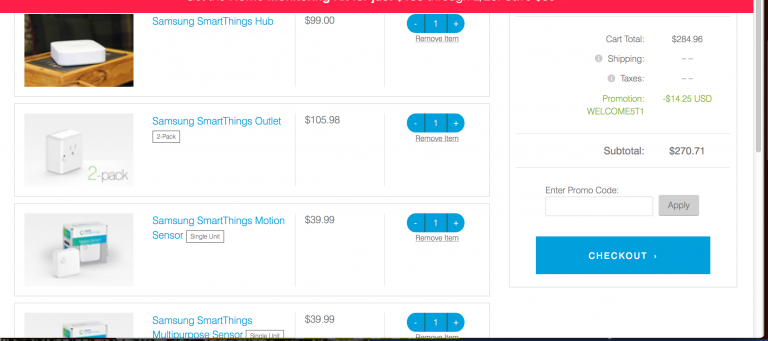 Samsung SmartThings Hub
$99.00
- 1 +
Remove Item
Samsung SmartThings Outlet
2-Pack
$105.98
- 1 +
Remove Item
2-pack
Samsung SmartThings Motion
Sensor Single Unit
$39.99
- 1 +
Remove Item
Samsung SmartThings
Multipurpose Sensor Single Unit
$39.99
- 1 +
Remove Item
Cart Total: $284.96
Shipping: – –
Taxes: – –
Promotion: -$14.25 USD
WELCOME5T1
Subtotal: $270.71
Enter Promo Code:
Apply
CHECKOUT ›